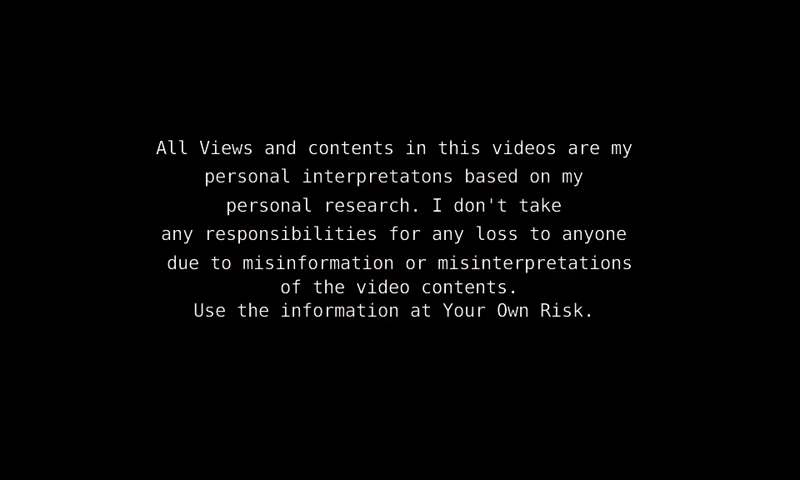 All Views and contents in this videos are my
personal interpretatons based on my
personal research. I don't take
any responsibilities for any loss to anyone
due to misinformation or misinterpretations
of the video contents.
Use the information at Your Own Risk.